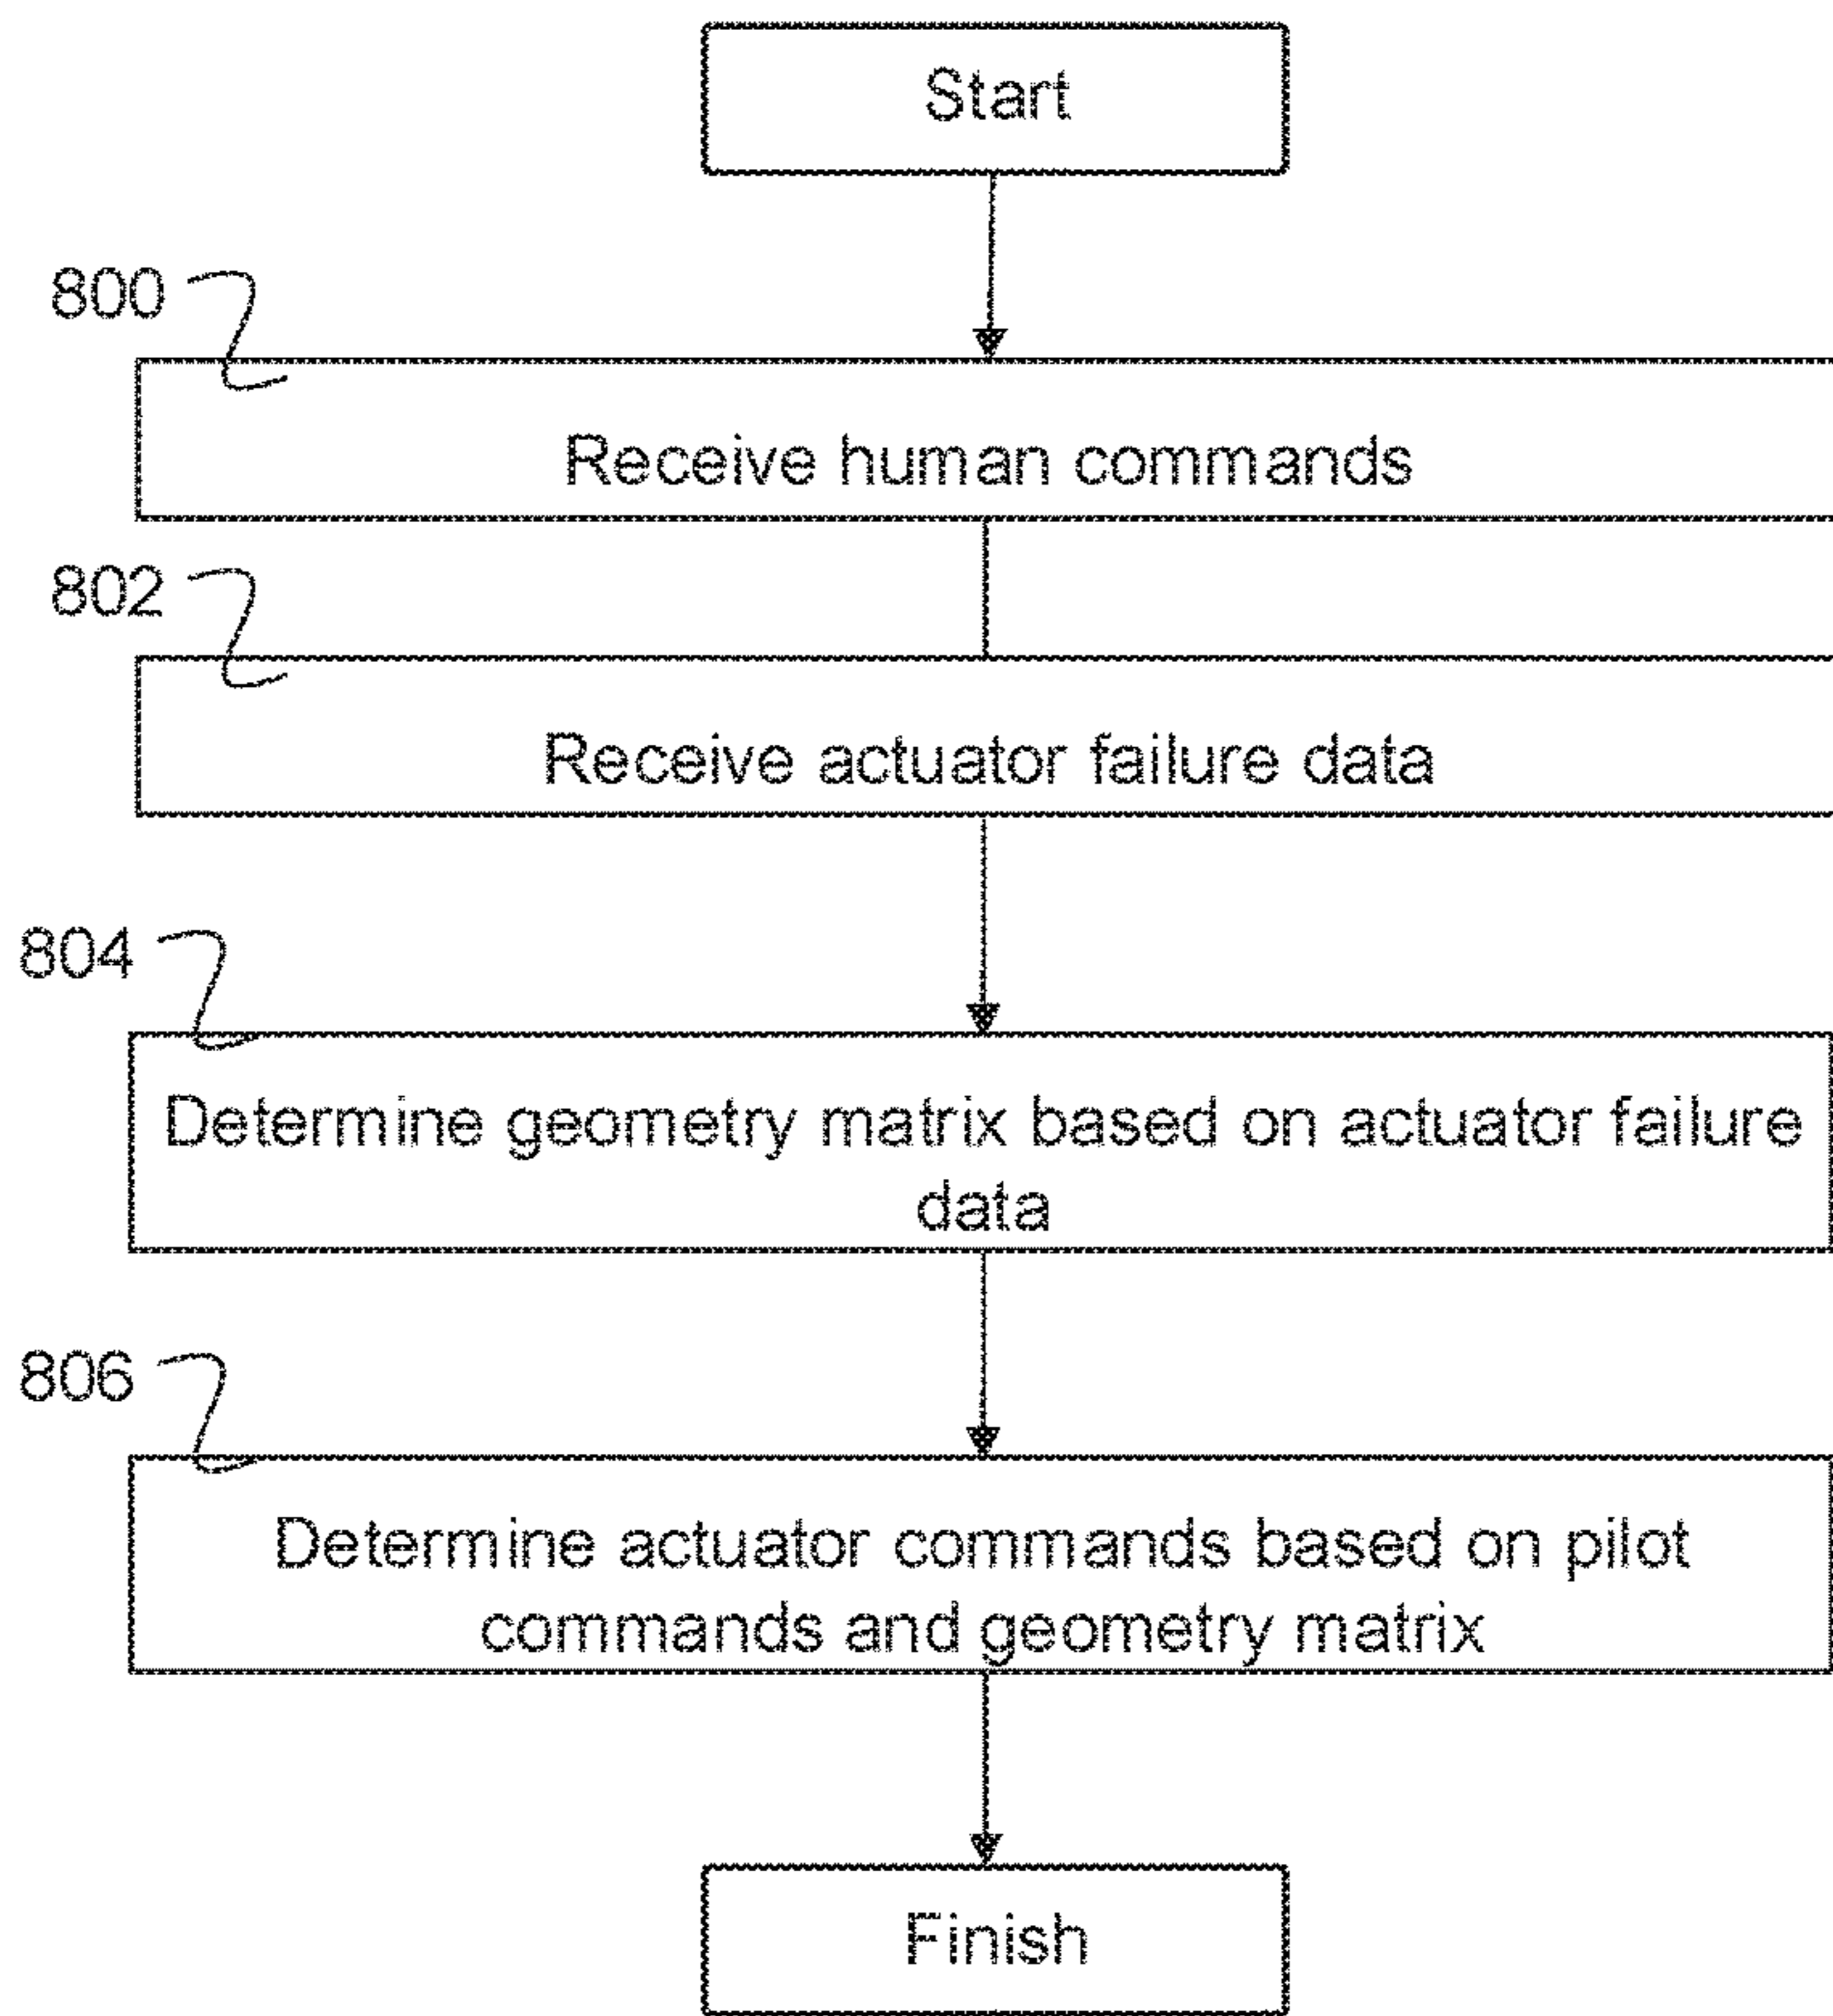 Start
800
Receive human commands
802
Receive actuator failure data
804
Determine geometry matrix based on actuator failure
data
806
Determine actuator commands based on pilot
commands and geometry matrix
Finish